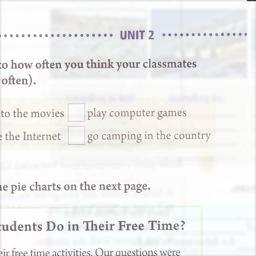 UNIT 2
to how often you think your classmates
often).
to the movies play computer games
e the Internet go camping in the country
e pie charts on the next page.
tudents Do in Their Free Time?
eir free time activities. Our questions were